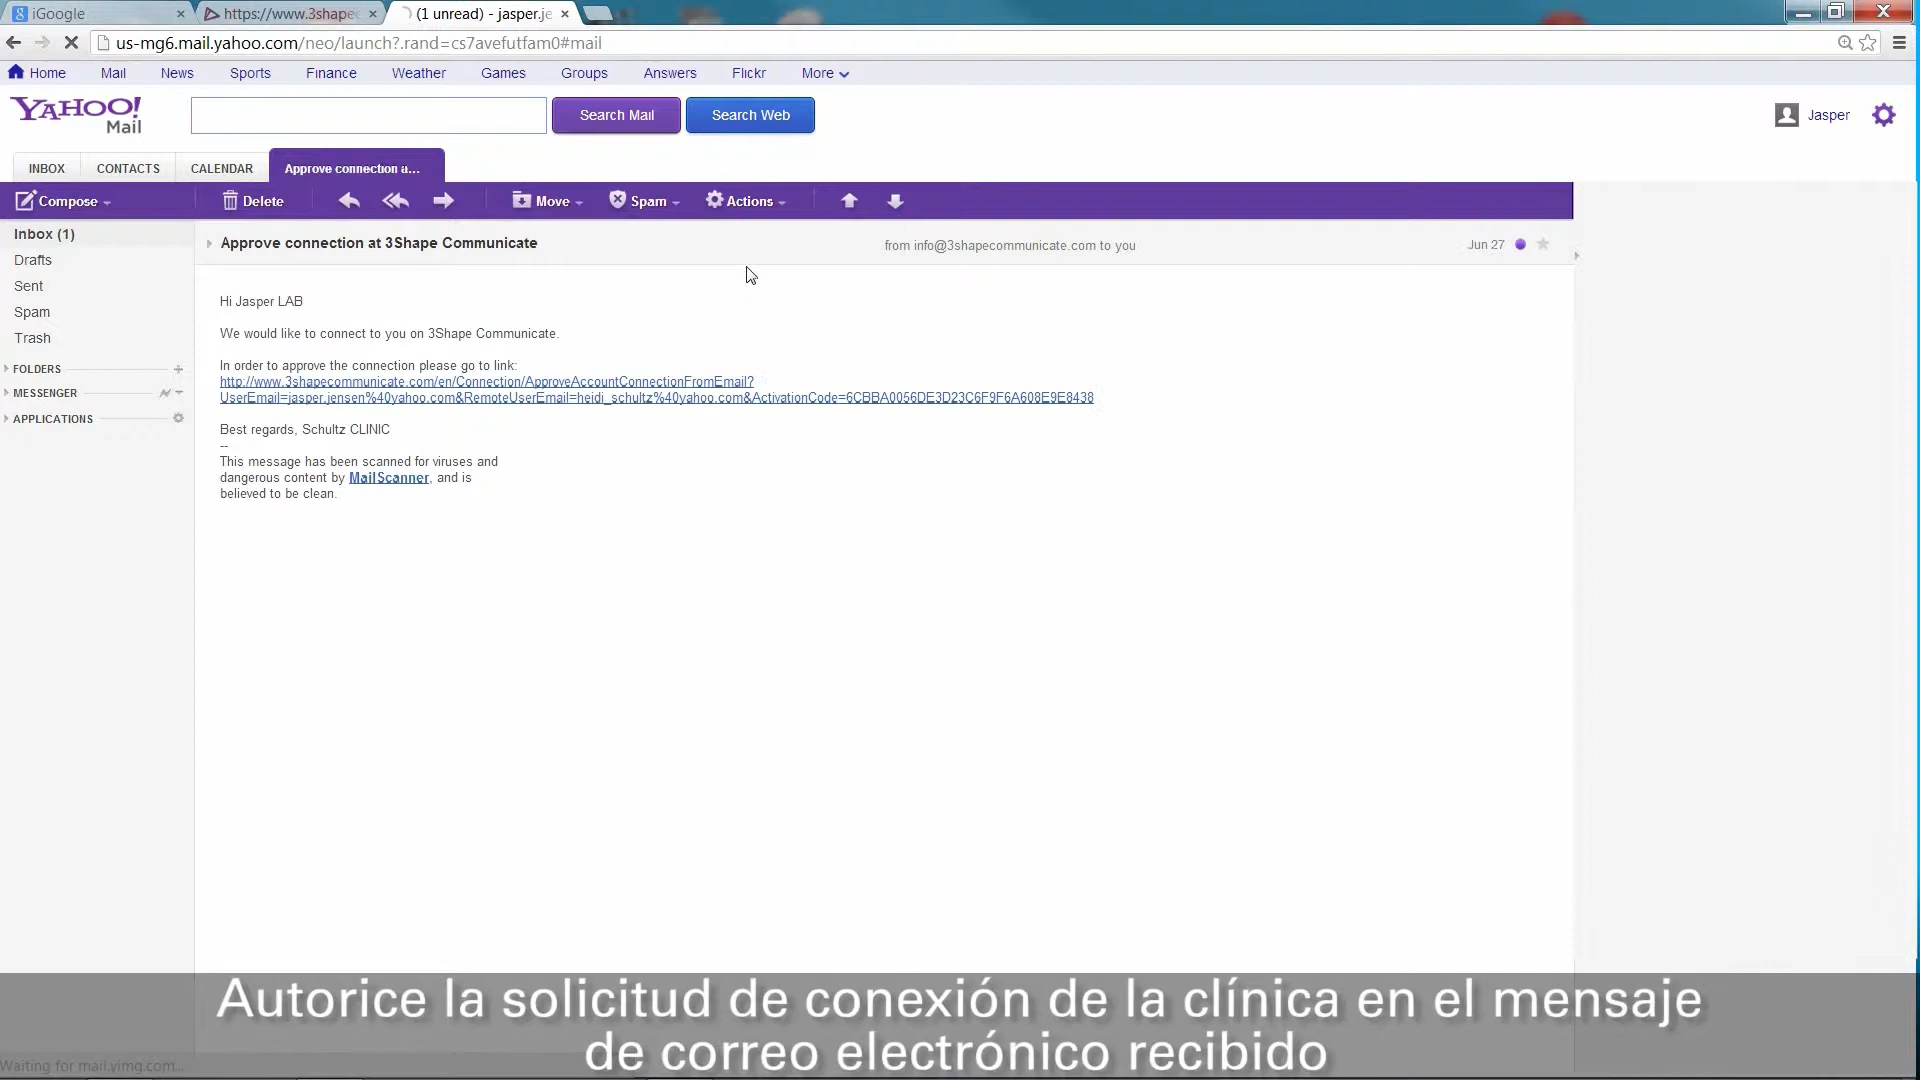 iGoogle
https://www.3shape
(1 unread) - jasper.je
us-mg6.mail.yahoo.com/neo/launch?.rand=cs7avefutfam0#mail
Home Mail News Sports Finance Weather Games Groups Answers Flickr More
YAHOO! Mail
Search Mail
Search Web
Jasper
INBOX CONTACTS CALENDAR Approve connection a...
Compose Delete Move Spam Actions
Inbox (1)
Drafts
Sent
Spam
Trash
FOLDERS
MESSENGER
APPLICATIONS
Approve connection at 3Shape Communicate from info@3shapecommunicate.com to you Jun 27
Hi Jasper LAB
We would like to connect to you on 3Shape Communicate.
In order to approve the connection please go to link:
http://www.3shapecommunicate.com/en/Connection/ApproveAccountConnectionFromEmail?
UserEmail=jasper.jensen%40yahoo.com&RemoteUserEmail=heidi_schultz%40yahoo.com&ActivationCode=6CBBA0056DE3D23C6F9F6A608E9E8438
Best regards, Schultz CLINIC
--
This message has been scanned for viruses and
dangerous content by MailScanner, and is
believed to be clean.
Autorice la solicitud de conexión de la clínica en el mensaje
de correo electrónico recibido
Waiting for mail.yimg.com...